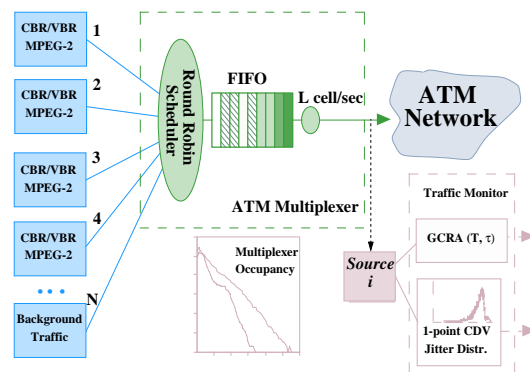 CBR/VBR
MPEG-2
1
CBR/VBR
MPEG-2
2
CBR/VBR
MPEG-2
3
CBR/VBR
MPEG-2
4
Background
Traffic
N
Round Robin
Scheduler
FIFO
L cell/sec
ATM Multiplexer
ATM
Network
Multiplexer
Occupancy
Source
i
Traffic Monitor
GCRA (T, τ)
1-point CDV
Jitter Distr.